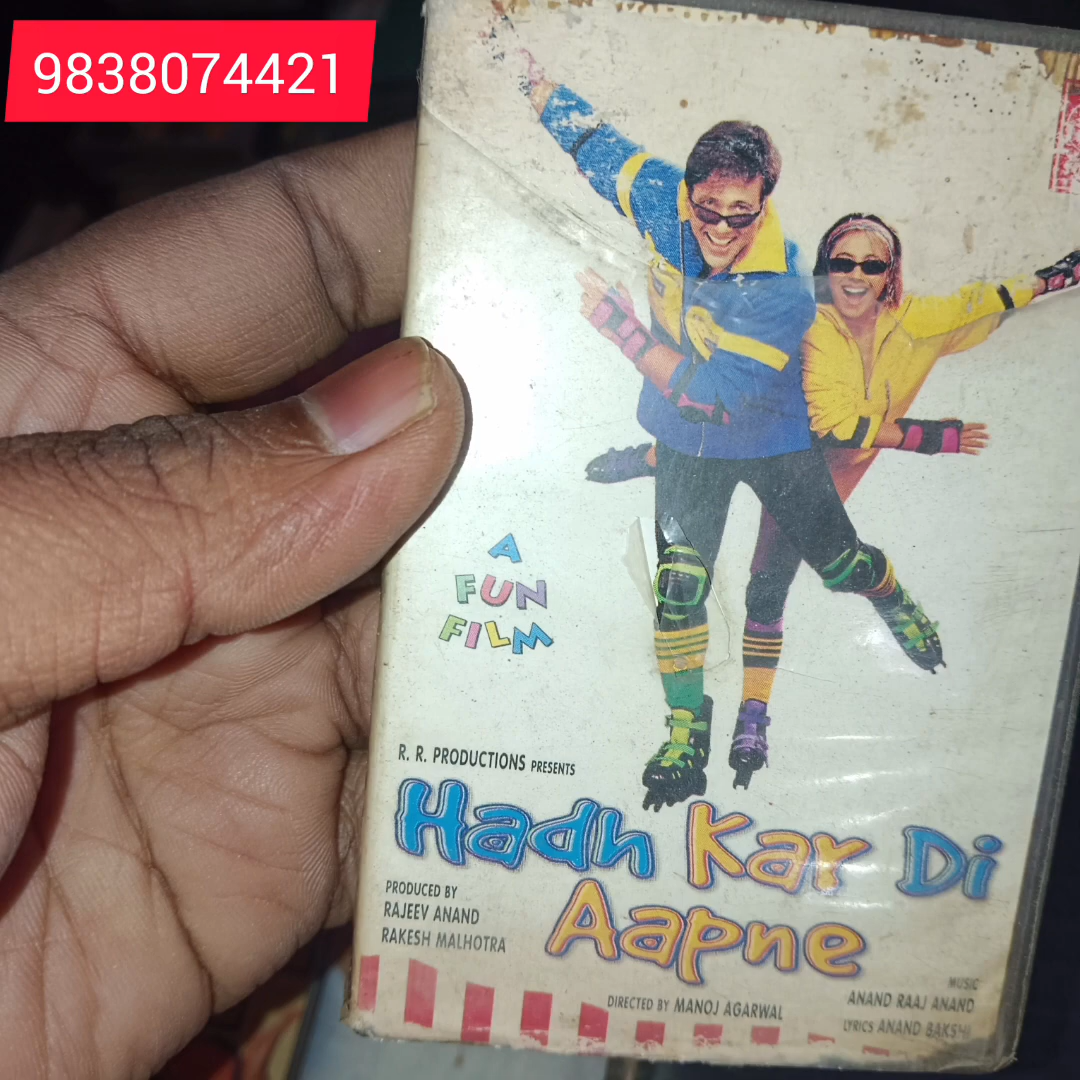 9838074421
A
FUN
FILM
R. R. PRODUCTIONS PRESENTS
Hadh Kar Di
Aapne
PRODUCED BY
RAJEEV ANAND
RAKESH MALHOTRA
DIRECTED BY MANOJ AGARWAL
MUSIC
ANAND RAAJ ANAND
LYRICS ANAND BAKSHI